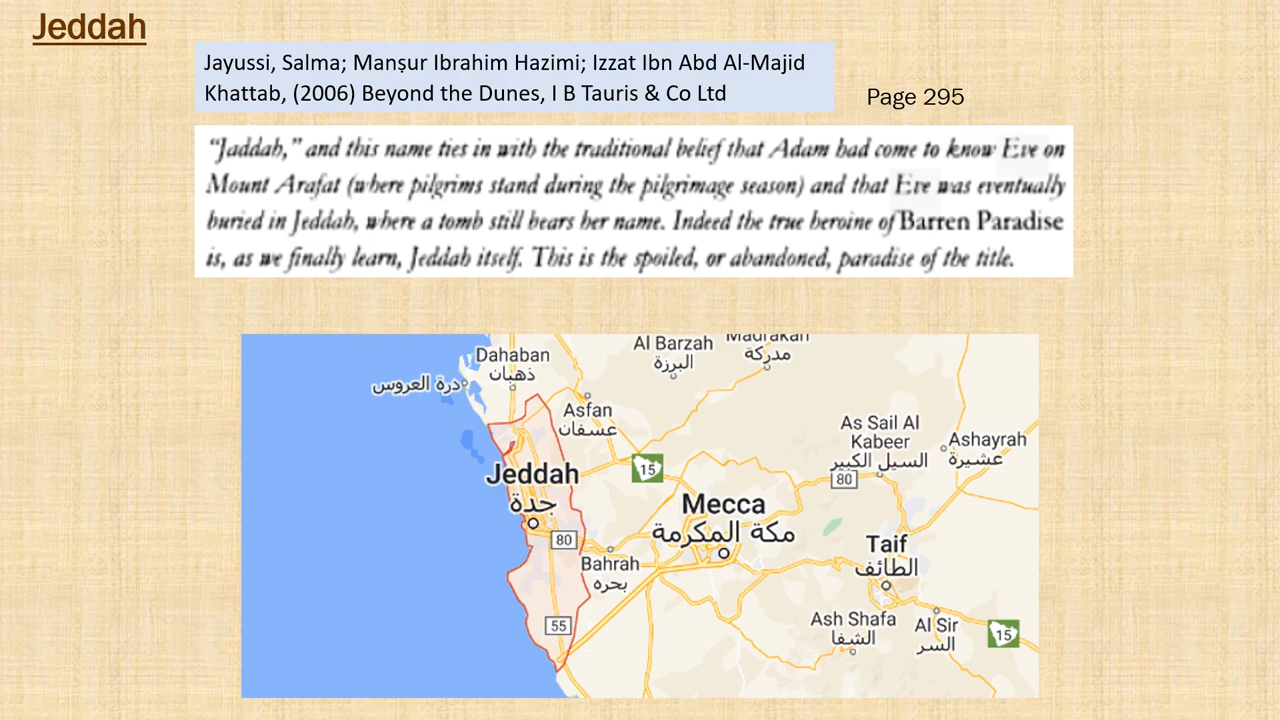 Jeddah
Jayussi, Salma; Manṣur Ibrahim Hazimi; Izzat Ibn Abd Al-Majid
Khattab, (2006) Beyond the Dunes, I B Tauris & Co Ltd
Page 295
“Jaddah,” and this name ties in with the traditional belief that Adam had come to know Eve on
Mount Arafat (where pilgrims stand during the pilgrimage season) and that Eve was eventually
buried in Jeddah, where a tomb still bears her name. Indeed the true heroine of Barren Paradise
is, as we finally learn, Jeddah itself. This is the spoiled, or abandoned, paradise of the title.
Al Barzah
البرزة
Madrakah
مدركة
Dahaban
ذهبان
درة العروس
Asfan
عسفان
As Sail Al
Kabeer
السيل الكبير
Ashayrah
عشيرة
15
80
Jeddah
جدة
Mecca
مكة المكرمة
80
Bahrah
بحره
Taif
الطائف
55
Ash Shafa
الشفا
Al Sir
السر
15